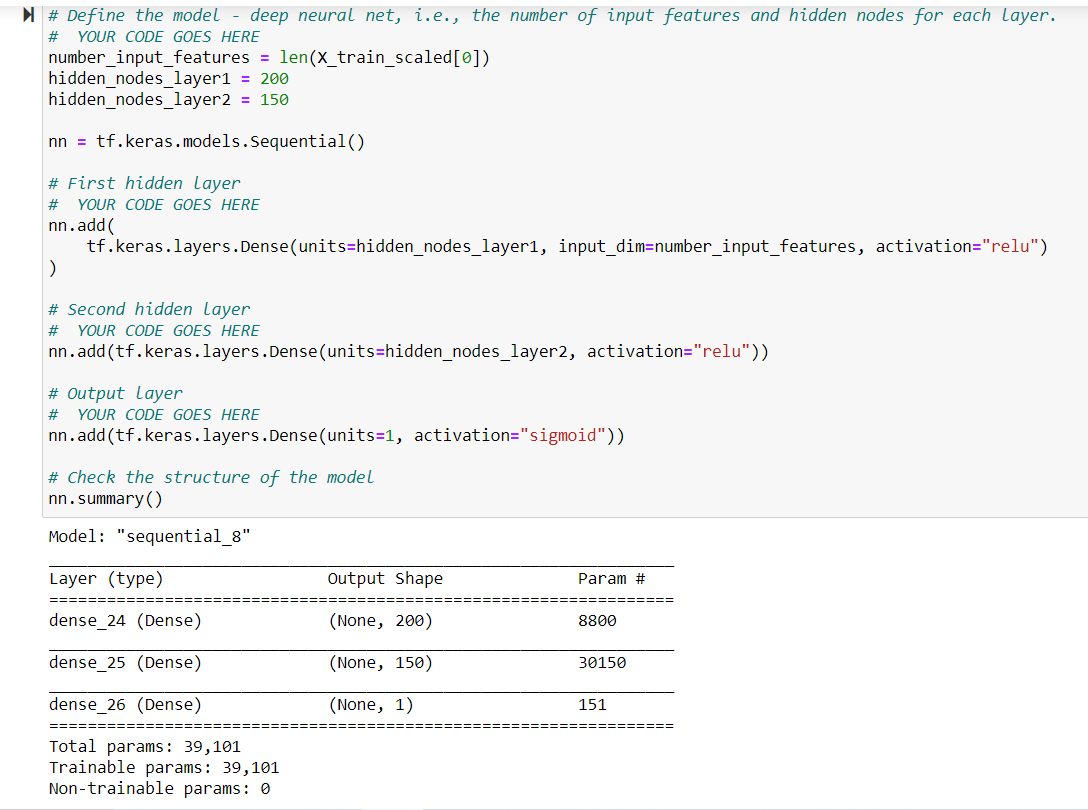 # Define the model - deep neural net, i.e., the number of input features and hidden nodes for each layer.
#  YOUR CODE GOES HERE
number_input_features = len(X_train_scaled[0])
hidden_nodes_layer1 = 200
hidden_nodes_layer2 = 150
nn = tf.keras.models.Sequential()
# First hidden layer
#  YOUR CODE GOES HERE
nn.add(
    tf.keras.layers.Dense(units=hidden_nodes_layer1, input_dim=number_input_features, activation="relu")
)
# Second hidden layer
#  YOUR CODE GOES HERE
nn.add(tf.keras.layers.Dense(units=hidden_nodes_layer2, activation="relu"))
# Output layer
#  YOUR CODE GOES HERE
nn.add(tf.keras.layers.Dense(units=1, activation="sigmoid"))
# Check the structure of the model
nn.summary()
Model: "sequential_8"
Layer (type)                 Output Shape              Param #
dense_24 (Dense)             (None, 200)               8800
dense_25 (Dense)             (None, 150)               30150
dense_26 (Dense)             (None, 1)                 151
Total params: 39,101
Trainable params: 39,101
Non-trainable params: 0